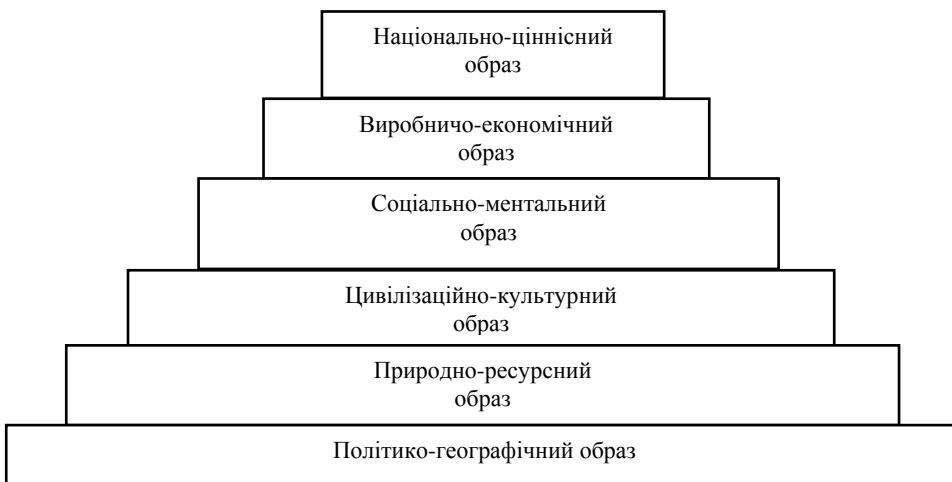 Національно-ціннісний
образ
Виробничо-економічний
образ
Соціально-ментальний
образ
Цивілізаційно-культурний
образ
Природно-ресурсний
образ
Політико-географічний образ